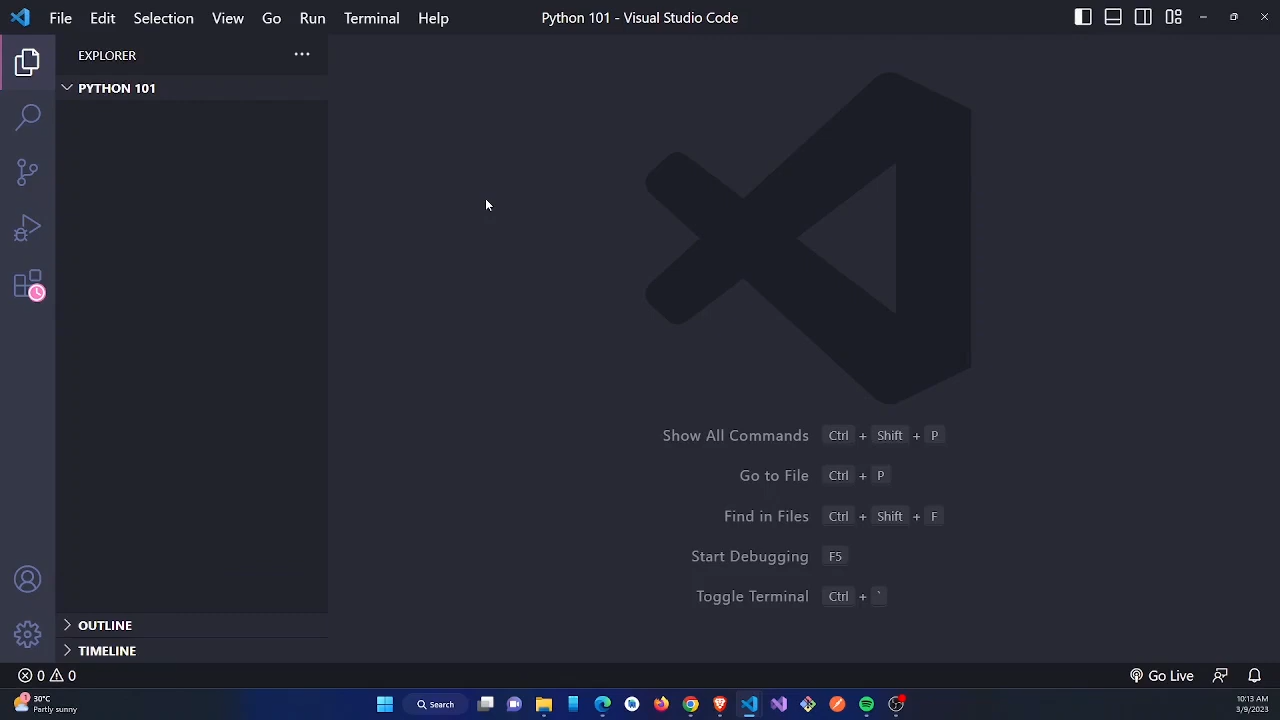 File Edit Selection View Go Run Terminal Help Python 101 - Visual Studio Code
EXPLORER
PYTHON 101
Show All Commands Ctrl + Shift + P
Go to File Ctrl + P
Find in Files Ctrl + Shift + F
Start Debugging F5
Toggle Terminal Ctrl + `
OUTLINE
TIMELINE
0 0 Go Live
1 30°C
Partly sunny
Search
10:13 AM
3/9/2023